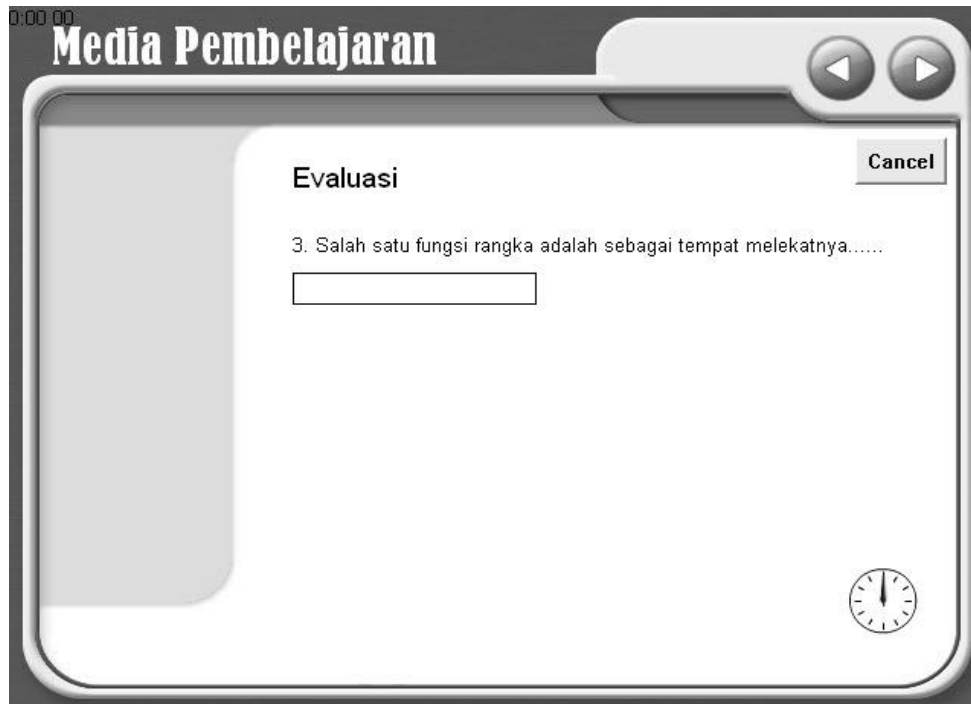 0:00 00
Media Pembelajaran
Cancel
Evaluasi
3. Salah satu fungsi rangka adalah sebagai tempat melekatnya......